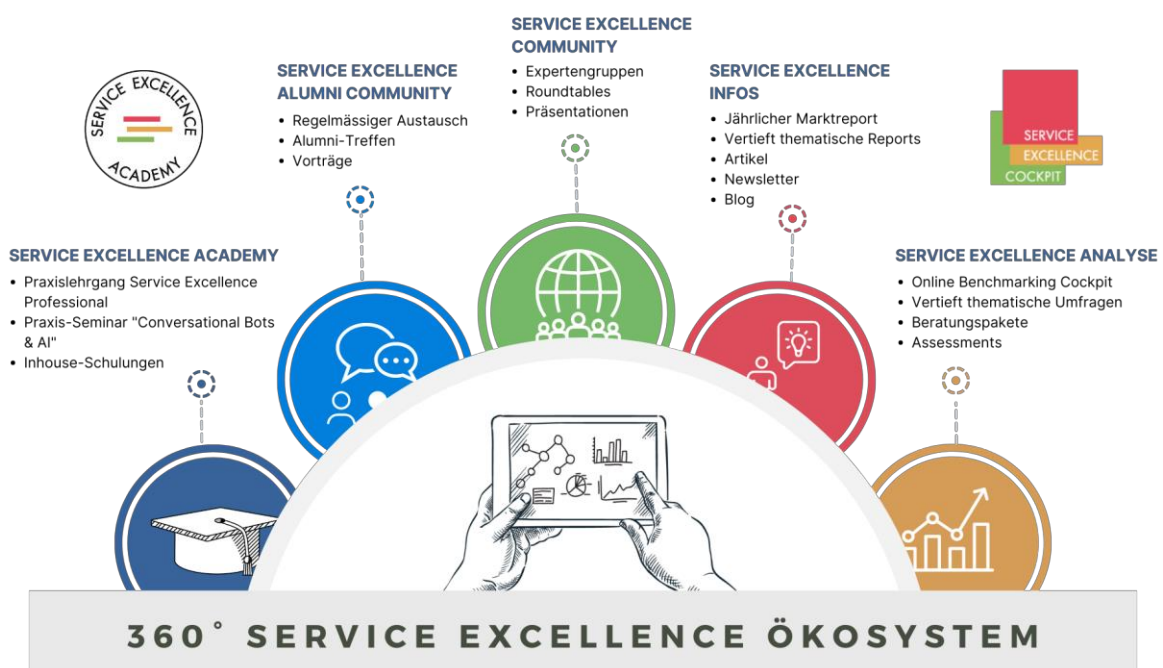 SERVICE EXCELLENCE
ACADEMY
SERVICE EXCELLENCE ACADEMY
• Praxislehrgang Service Excellence
Professional
• Praxis-Seminar "Conversational Bots
& AI"
• Inhouse-Schulungen
SERVICE EXCELLENCE
ALUMNI COMMUNITY
• Regelmässiger Austausch
• Alumni-Treffen
• Vorträge
SERVICE EXCELLENCE
COMMUNITY
• Expertengruppen
• Roundtables
• Präsentationen
SERVICE EXCELLENCE
INFOS
• Jährlicher Marktreport
• Vertieft thematische Reports
• Artikel
• Newsletter
• Blog
SERVICE
EXCELLENCE
COCKPIT
SERVICE EXCELLENCE ANALYSE
• Online Benchmarking Cockpit
• Vertieft thematische Umfragen
• Beratungspakete
• Assessments
360° SERVICE EXCELLENCE ÖKOSYSTEM